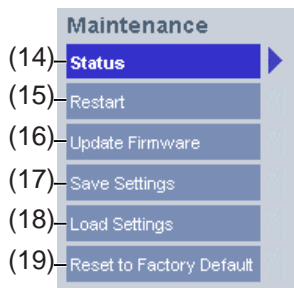 Maintenance
(14) Status
(15) Restart
(16) Update Firmware
(17) Save Settings
(18) Load Settings
(19) Reset to Factory Default